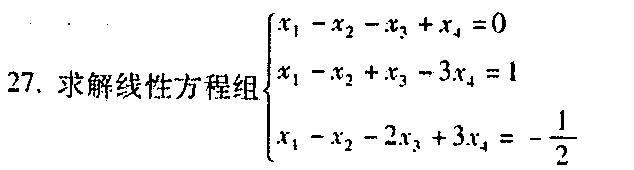 27. 求解线性方程组
x₁ − x₂ − x₃ + x₄ = 0
x₁ − x₂ + x₃ − 3x₄ = 1
x₁ − x₂ − 2x₃ + 3x₄ = − 1/2